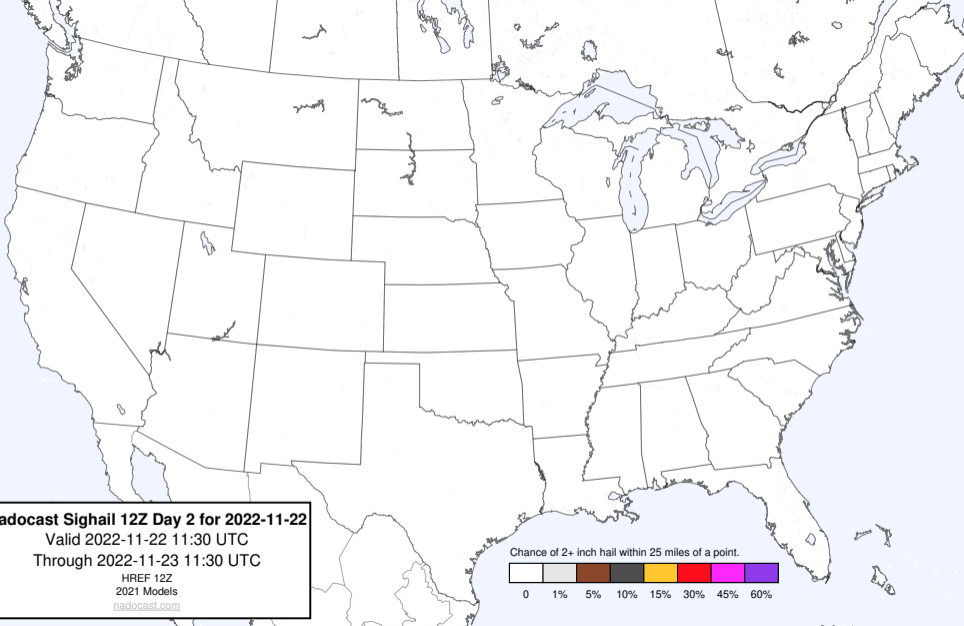 adocast Sighail 12Z Day 2 for 2022-11-22
Valid 2022-11-22 11:30 UTC
Through 2022-11-23 11:30 UTC
HREF 12Z
2021 Models
nadocast.com
Chance of 2+ inch hail within 25 miles of a point.
0 1% 5% 10% 15% 30% 45% 60%